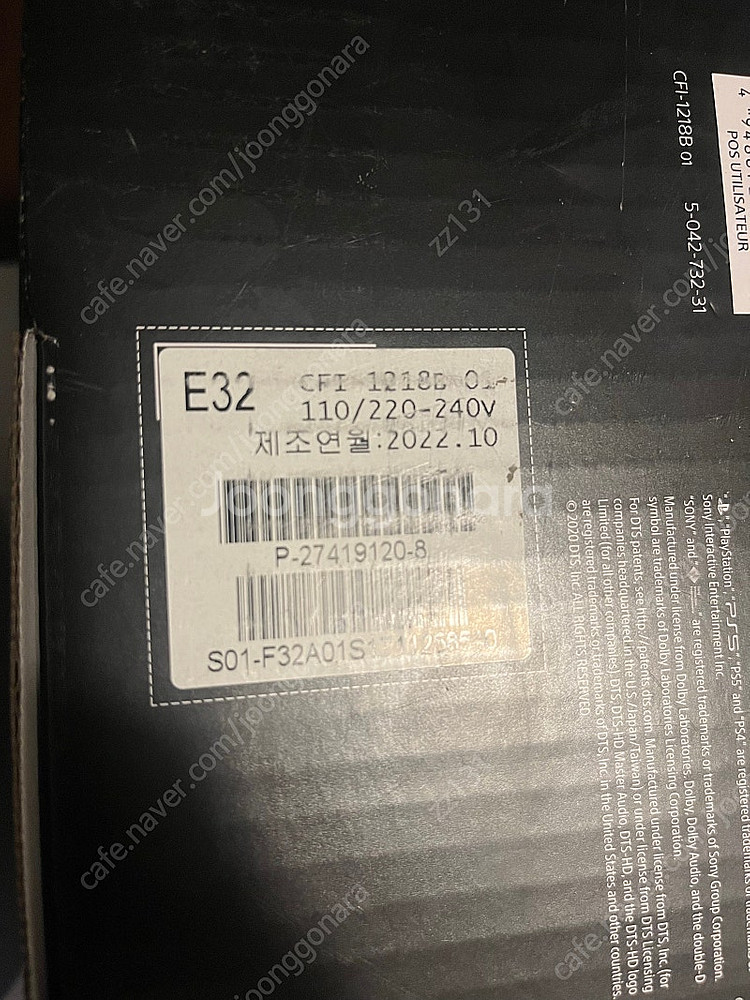 E32
CFI 1218B 01
110/220-240V
제조연월:2022.10
P-27419120-8
S01-F32A01S
CFI-1218B 01
5-042-732-31
POS UTILISATEUR
", "PlayStation", "PS5", "PS5" and "PS4" are registered trademarks or trademarks of
Sony Interactive Entertainment Inc.
"SONY" and " " are registered trademarks or trademarks of Sony Group Corporation.
Manufactured under license from Dolby Laboratories. Dolby, Dolby Audio, and the double-D
symbol are trademarks of Dolby Laboratories Licensing Corporation.
For DTS patents, see http://patents.dts.com. Manufactured under license from DTS, Inc. (for
companies headquartered in the U.S./Japan/Taiwan) or under license from DTS Licensing
Limited (for all other companies). DTS, DTS-HD Master Audio, DTS-HD, and the DTS-HD logo
are registered trademarks or trademarks of DTS, Inc. in the United States and other countries.
© 2020 DTS, Inc. ALL RIGHTS RESERVED.
cafe.naver.com/joonggonara
zz131
joonggonara